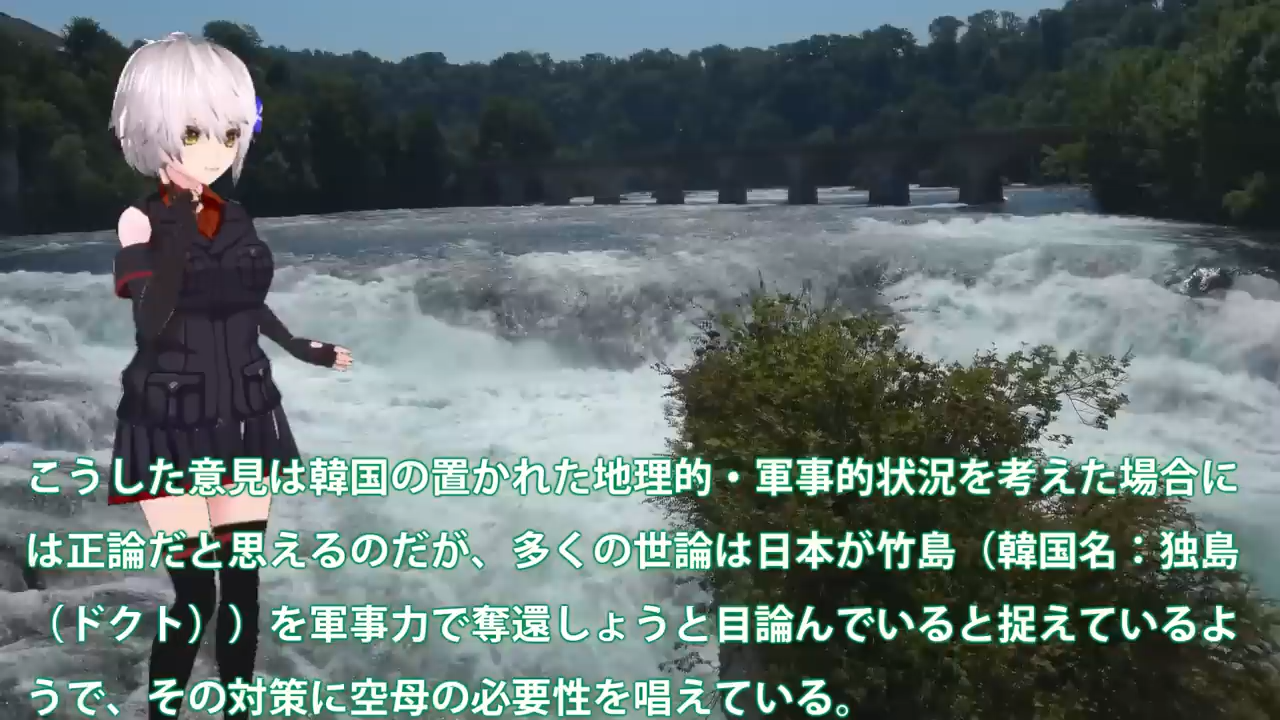 こうした意見は韓国の置かれた地理的・軍事的状況を考えた場合に
は正論だと思えるのだが、多くの世論は日本が竹島（韓国名：独島
（ドクト））を軍事力で奪還しょうと目論んでいると捉えているよ
うで、その対策に空母の必要性を唱えている。